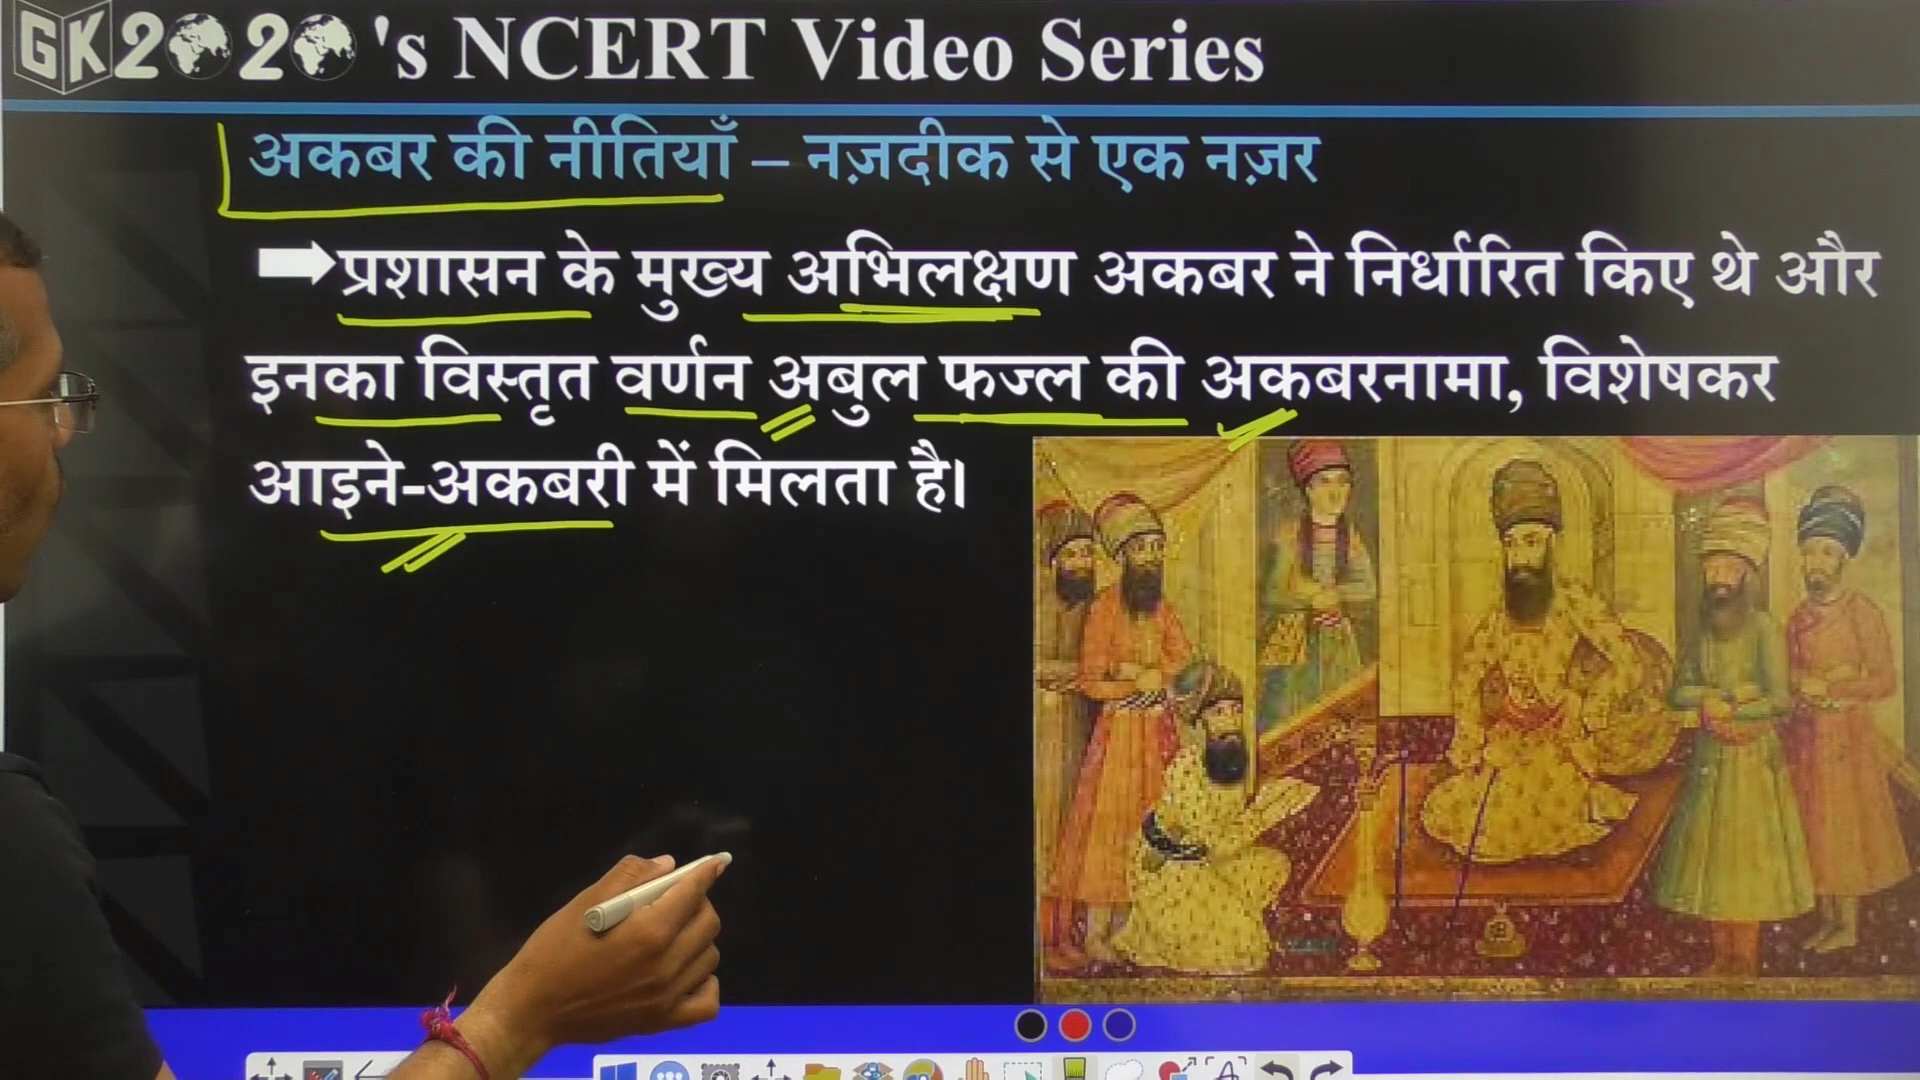 GK2020's NCERT Video Series
अकबर की नीतियाँ – नज़दीक से एक नज़र
प्रशासन के मुख्य अभिलक्षण अकबर ने निर्धारित किए थे और
इनका विस्तृत वर्णन अबुल फज्ल की अकबरनामा, विशेषकर
आइने-अकबरी में मिलता है।